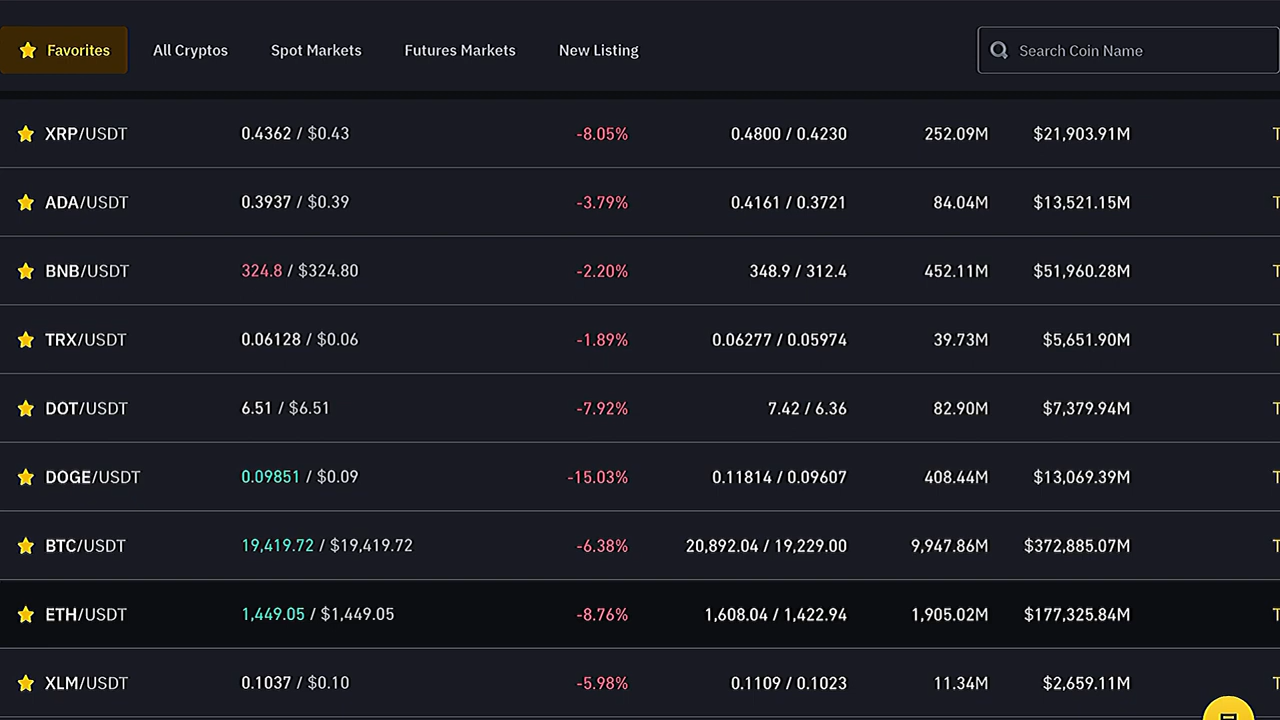 Favorites All Cryptos Spot Markets Futures Markets New Listing Search Coin Name
XRP/USDT 0.4362 / $0.43 -8.05% 0.4800 / 0.4230 252.09M $21,903.91M T
ADA/USDT 0.3937 / $0.39 -3.79% 0.4161 / 0.3721 84.04M $13,521.15M T
BNB/USDT 324.8 / $324.80 -2.20% 348.9 / 312.4 452.11M $51,960.28M T
TRX/USDT 0.06128 / $0.06 -1.89% 0.06277 / 0.05974 39.73M $5,651.90M T
DOT/USDT 6.51 / $6.51 -7.92% 7.42 / 6.36 82.90M $7,379.94M T
DOGE/USDT 0.09851 / $0.09 -15.03% 0.11814 / 0.09607 408.44M $13,069.39M T
BTC/USDT 19,419.72 / $19,419.72 -6.38% 20,892.04 / 19,229.00 9,947.86M $372,885.07M T
ETH/USDT 1,449.05 / $1,449.05 -8.76% 1,608.04 / 1,422.94 1,905.02M $177,325.84M T
XLM/USDT 0.1037 / $0.10 -5.98% 0.1109 / 0.1023 11.34M $2,659.11M T